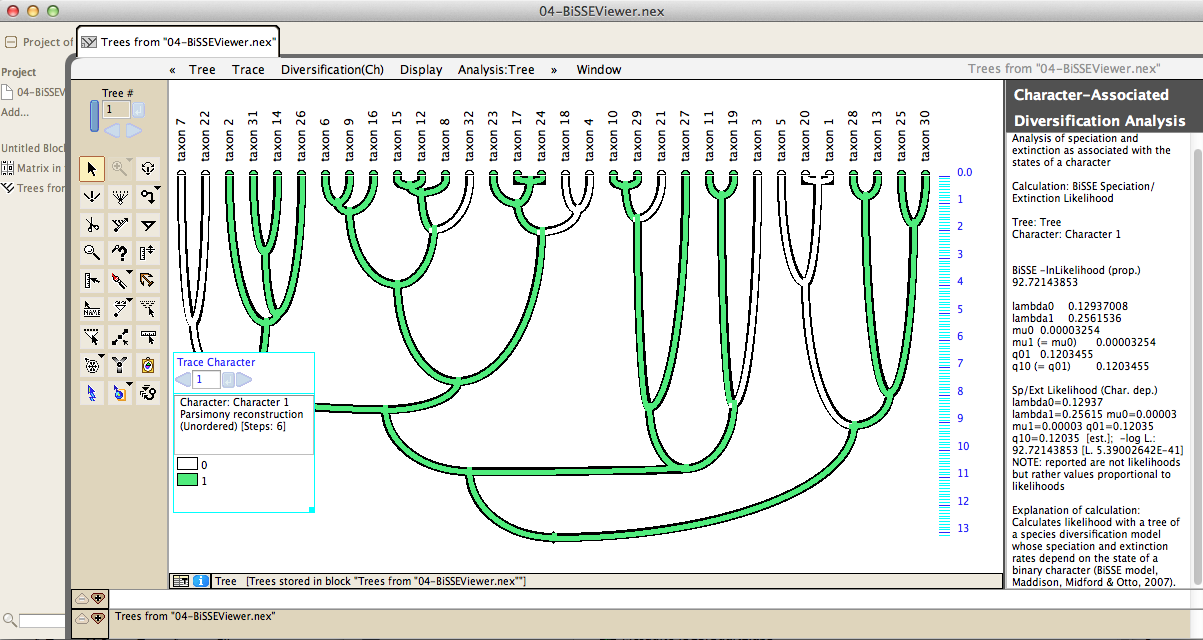 04-BiSSEViewer.nex
Project of
Trees from "04-BiSSEViewer.nex"
« Tree Trace Diversification(Ch) Display Analysis:Tree » Window
Trees from "04-BiSSEViewer.nex"
Project
04-BiSSEV
Add...
Untitled Bloc
Matrix in
Trees fror
Tree #
1
NAME
taxon 7
taxon 22
taxon 2
taxon 31
taxon 14
taxon 26
taxon 6
taxon 9
taxon 16
taxon 15
taxon 12
taxon 8
taxon 32
taxon 23
taxon 17
taxon 24
taxon 18
taxon 4
taxon 10
taxon 29
taxon 21
taxon 27
taxon 11
taxon 19
taxon 3
taxon 5
taxon 20
taxon 1
taxon 28
taxon 13
taxon 25
taxon 30
0.0
1
2
3
4
5
6
7
8
9
10
11
12
13
Trace Character
1
Character: Character 1
Parsimony reconstruction
(Unordered) [Steps: 6]
0
1
Character-Associated
Diversification Analysis
Analysis of speciation and
extinction as associated with the
states of a character
Calculation: BiSSE Speciation/
Extinction Likelihood
Tree: Tree
Character: Character 1
BiSSE -lnLikelihood (prop.)
92.72143853
lambda0 0.12937008
lambda1 0.2561536
mu0 0.00003254
mu1 (= mu0) 0.00003254
q01 0.1203455
q10 (= q01) 0.1203455
Sp/Ext Likelihood (Char. dep.)
lambda0=0.12937
lambda1=0.25615 mu0=0.00003
mu1=0.00003 q01=0.12035
q10=0.12035 [est.]; -log L.:
92.72143853 [L. 5.39002642E-41]
NOTE: reported are not likelihoods
but rather values proportional to
likelihoods
Explanation of calculation:
Calculates likelihood with a tree of
a species diversification model
whose speciation and extinction
rates depend on the state of a
binary character (BiSSE model,
Maddison, Midford & Otto, 2007).
Tree [Trees stored in block "Trees from "04-BiSSEViewer.nex""]
Trees from "04-BiSSEViewer.nex"